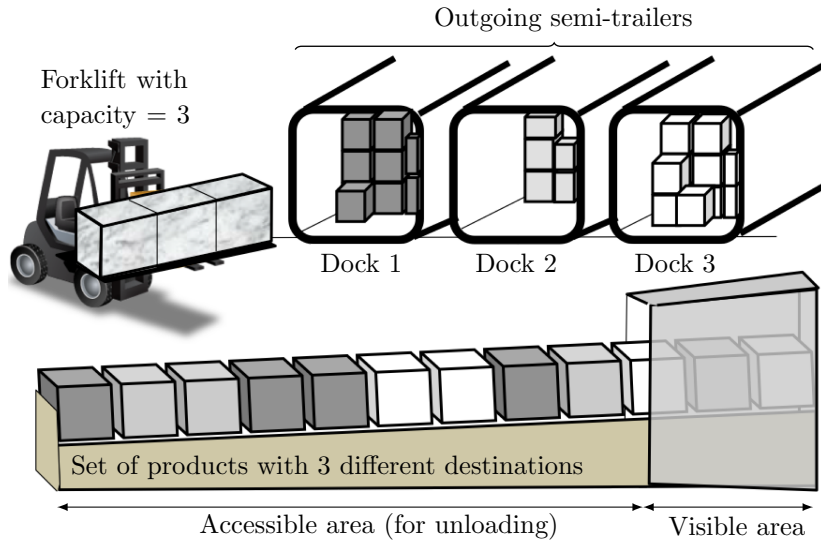 Outgoing semi-trailers
Forklift with
capacity = 3
Dock 1
Dock 2
Dock 3
Set of products with 3 different destinations
Accessible area (for unloading)
Visible area